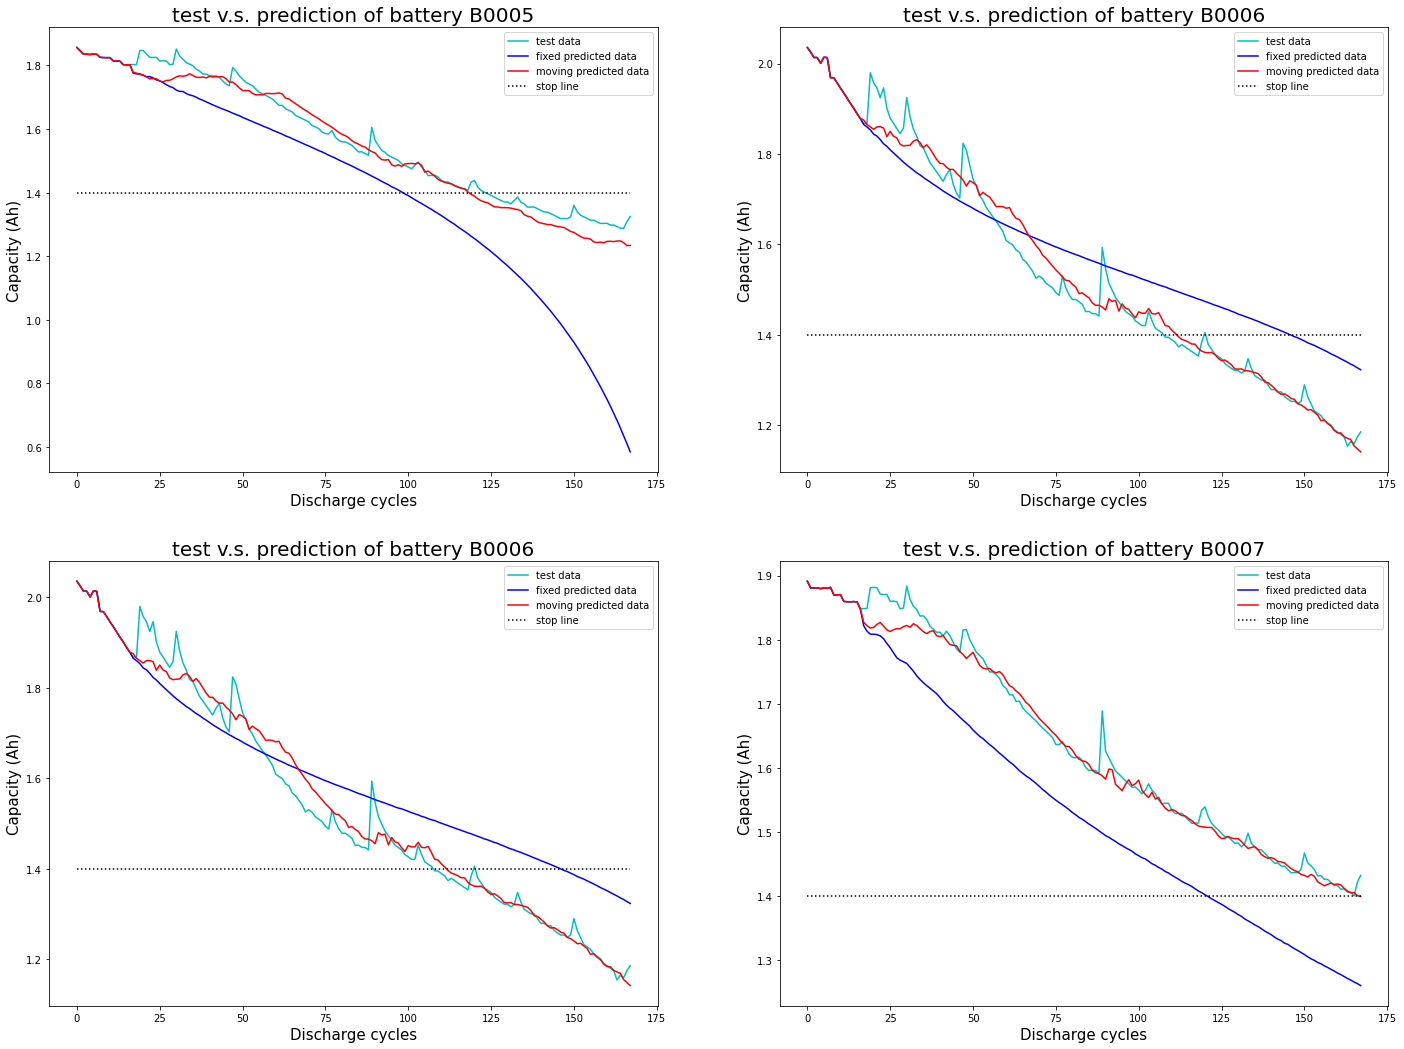 test v.s. prediction of battery B0005
test data
fixed predicted data
moving predicted data
stop line
Capacity (Ah)
1.8
1.6
1.4
1.2
1.0
0.8
0.6
0 25 50 75 100 125 150 175
Discharge cycles
test v.s. prediction of battery B0006
test data
fixed predicted data
moving predicted data
stop line
Capacity (Ah)
2.0
1.8
1.6
1.4
1.2
0 25 50 75 100 125 150 175
Discharge cycles
test v.s. prediction of battery B0006
test data
fixed predicted data
moving predicted data
stop line
Capacity (Ah)
2.0
1.8
1.6
1.4
1.2
0 25 50 75 100 125 150 175
Discharge cycles
test v.s. prediction of battery B0007
test data
fixed predicted data
moving predicted data
stop line
Capacity (Ah)
1.9
1.8
1.7
1.6
1.5
1.4
1.3
0 25 50 75 100 125 150 175
Discharge cycles